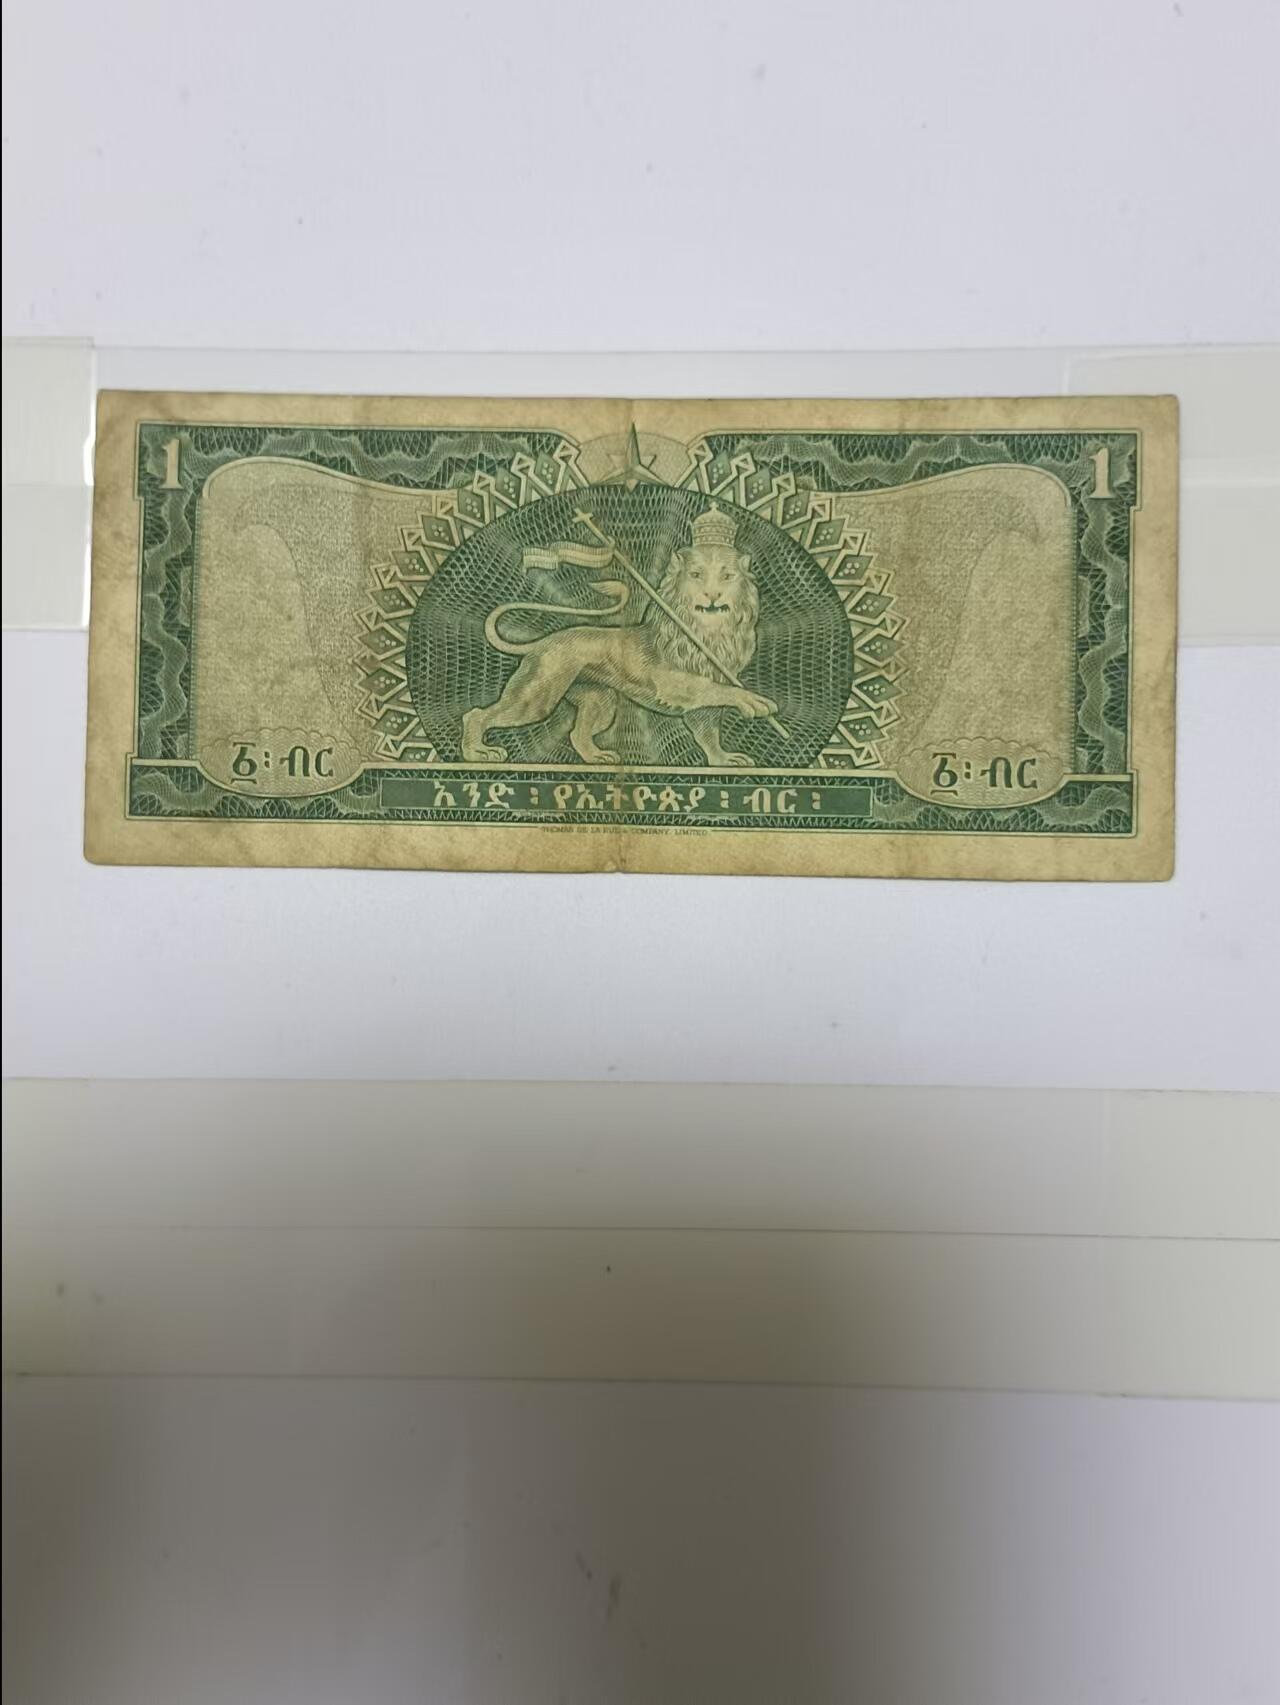 1 1
፩፡ብር ፩፡ብር
አንድ ፡ የኢትዮጵያ ፡ ብር ፡
THOMAS DE LA RUE & COMPANY, LIMITED